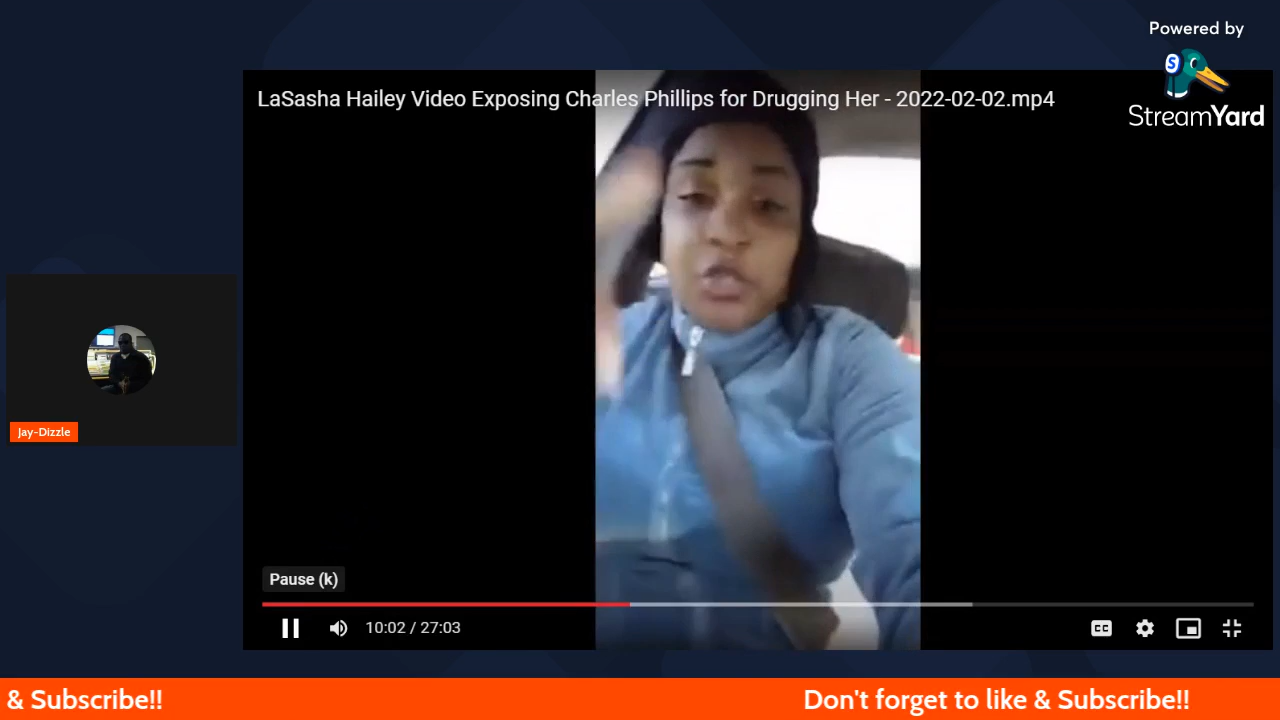 Powered by
StreamYard
LaSasha Hailey Video Exposing Charles Phillips for Drugging Her - 2022-02-02.mp4
Jay-Dizzle
Pause (k)
10:02 / 27:03
CC
& Subscribe!! Don't forget to like & Subscribe!!